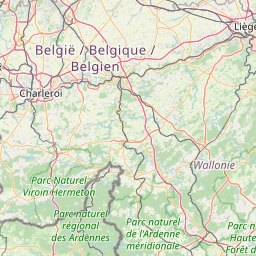 Lièg
België / Belgique /
Belgien
Charleroi
Wallonie
Parc Naturel
Viroin Hermeton
Parc naturel
régional
des Ardennes
Parc Naturel
de l'Ardenne
méridionale
Parc n
Haute
Forêt d